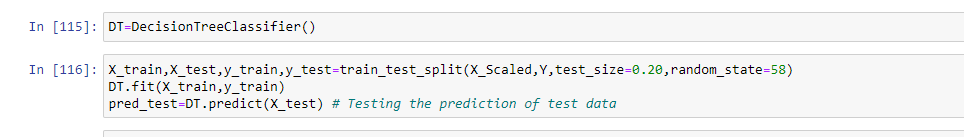 In [115]: DT=DecisionTreeClassifier()
In [116]: X_train,X_test,y_train,y_test=train_test_split(X_Scaled,Y,test_size=0.20,random_state=58)
DT.fit(X_train,y_train)
pred_test=DT.predict(X_test) # Testing the prediction of test data